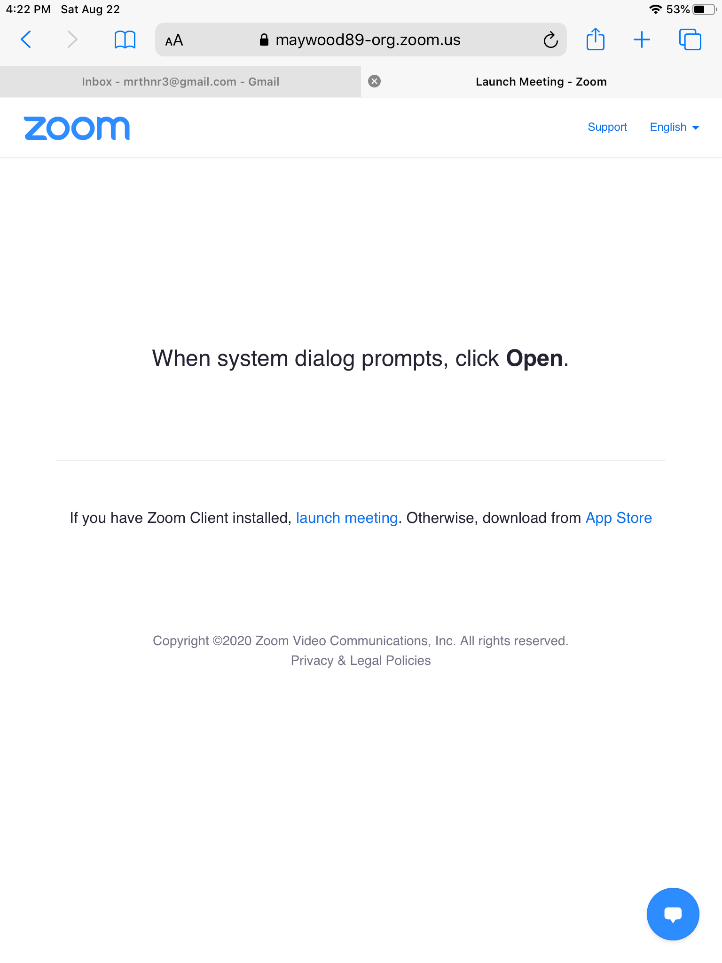 4:22 PM Sat Aug 22 53%
AA maywood89-org.zoom.us
Inbox - mrthnr3@gmail.com - Gmail Launch Meeting - Zoom
zoom Support English
When system dialog prompts, click Open.
If you have Zoom Client installed, launch meeting. Otherwise, download from App Store
Copyright ©2020 Zoom Video Communications, Inc. All rights reserved.
Privacy & Legal Policies